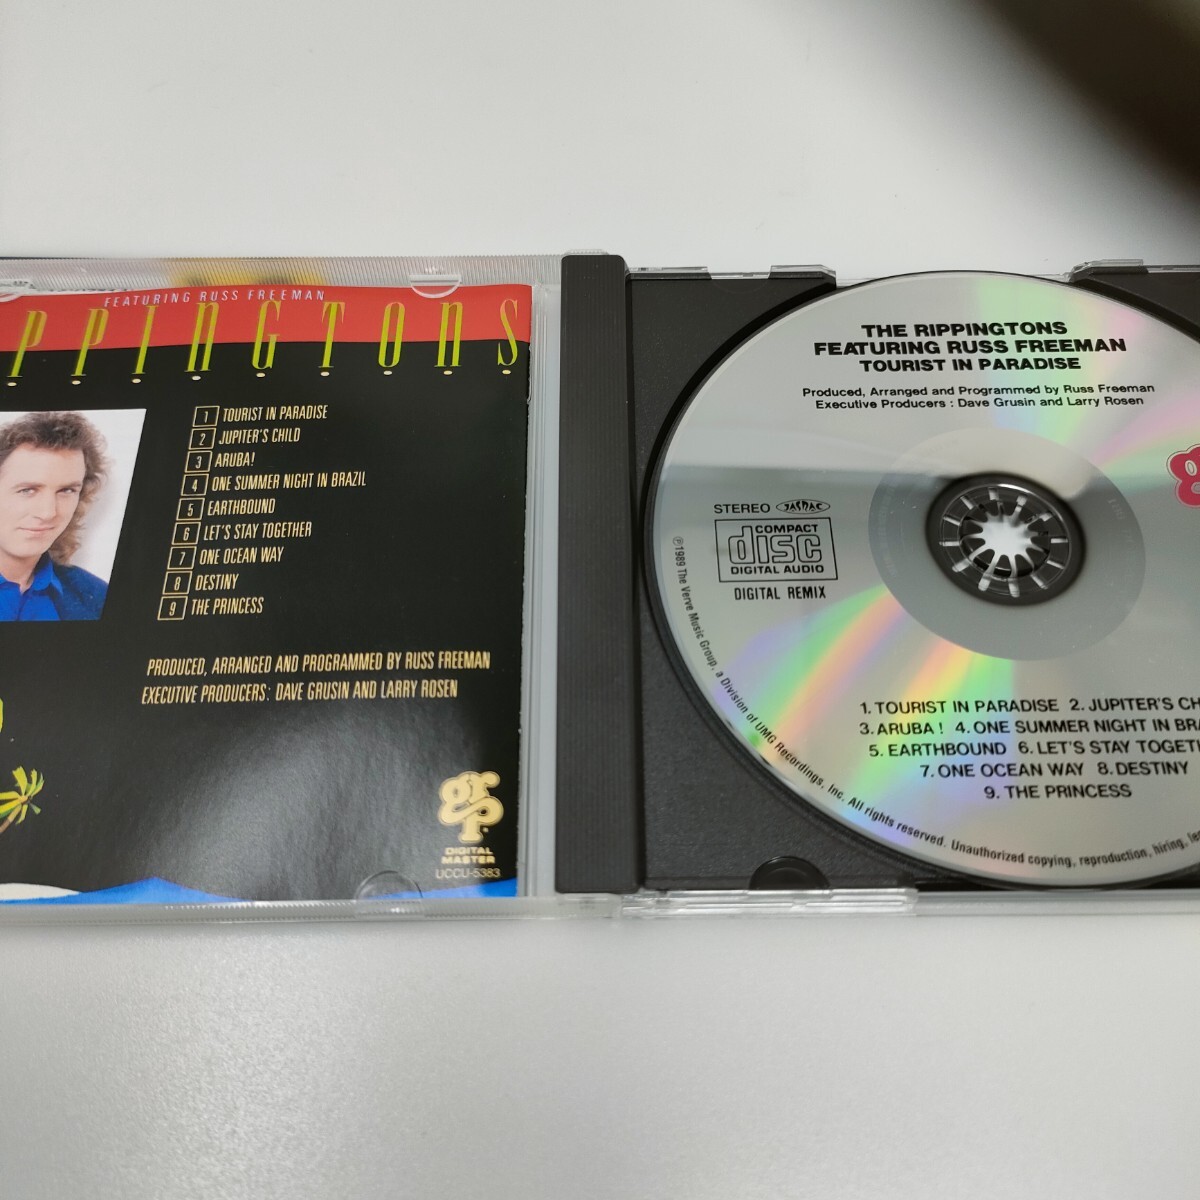 FEATURING RUSS FREEMAN
PPINGTONS
1 TOURIST IN PARADISE
2 JUPITER'S CHILD
3 ARUBA!
4 ONE SUMMER NIGHT IN BRAZIL
5 EARTHBOUND
6 LET'S STAY TOGETHER
7 ONE OCEAN WAY
8 DESTINY
9 THE PRINCESS
PRODUCED, ARRANGED AND PROGRAMMED BY RUSS FREEMAN
EXECUTIVE PRODUCERS: DAVE GRUSIN AND LARRY ROSEN
grp
DIGITAL
MASTER
UCCU-5383
THE RIPPINGTONS
FEATURING RUSS FREEMAN
TOURIST IN PARADISE
Produced, Arranged and Programmed by Russ Freeman
Executive Producers : Dave Grusin and Larry Rosen
g
STEREO JASRAC
COMPACT
disc
DIGITAL AUDIO
DIGITAL REMIX
1. TOURIST IN PARADISE 2. JUPITER'S CH
3. ARUBA ! 4. ONE SUMMER NIGHT IN BRA
5. EARTHBOUND 6. LET'S STAY TOGETH
7. ONE OCEAN WAY 8. DESTINY
9. THE PRINCESS
℗1989 The Verve Music Group, a Division of UMG Recordings, Inc. All rights reserved. Unauthorized copying, reproduction, hiring, len